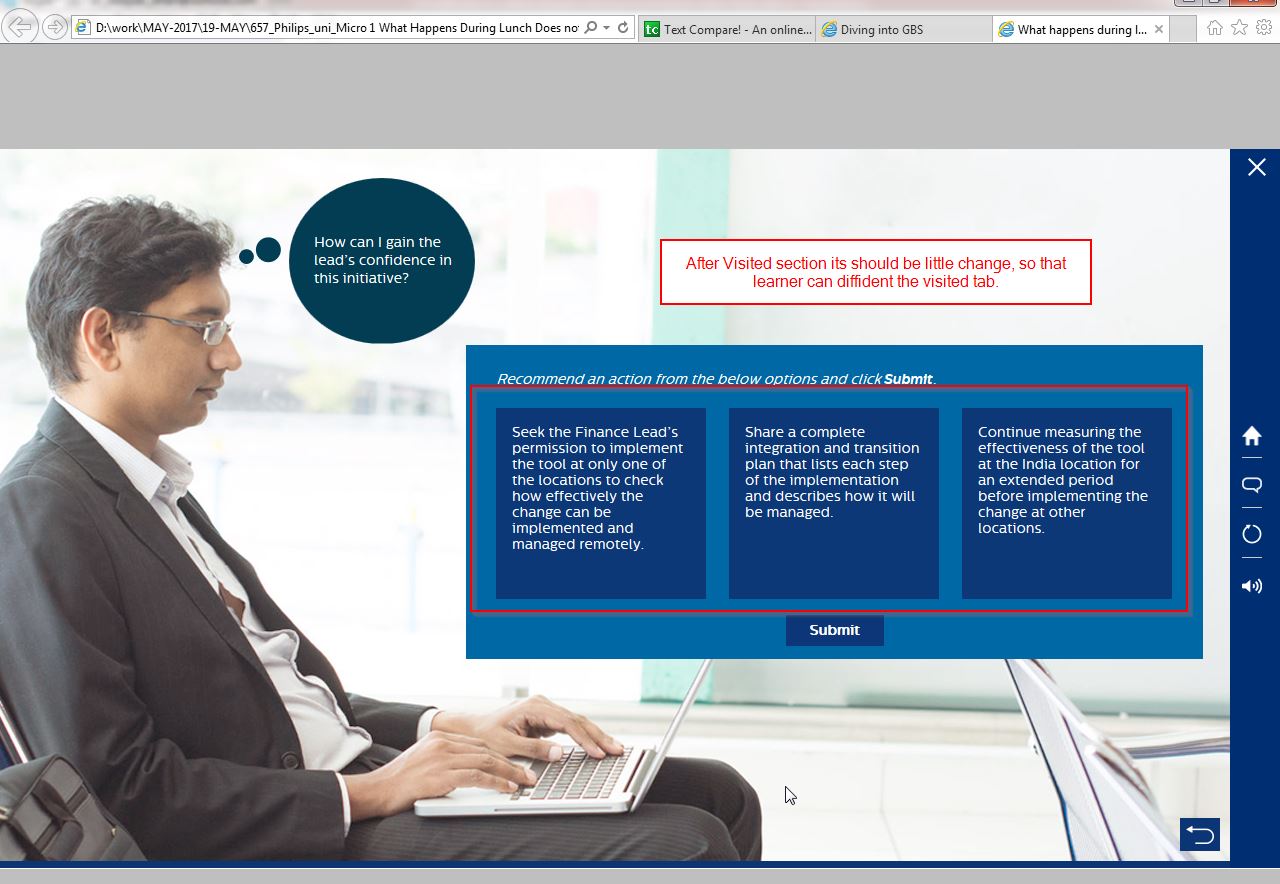 D:\work\MAY-2017\19-MAY\657_Philips_uni_Micro 1 What Happens During Lunch Does no
tc Text Compare! - An online...
Diving into GBS
What happens during l...
How can I gain the
lead's confidence in
this initiative?
After Visited section its should be little change, so that
learner can diffident the visited tab.
Recommend an action from the below options and click Submit.
Seek the Finance Lead's
permission to implement
the tool at only one of
the locations to check
how effectively the
change can be
implemented and
managed remotely.
Share a complete
integration and transition
plan that lists each step
of the implementation
and describes how it will
be managed.
Continue measuring the
effectiveness of the tool
at the India location for
an extended period
before implementing the
change at other
locations.
Submit